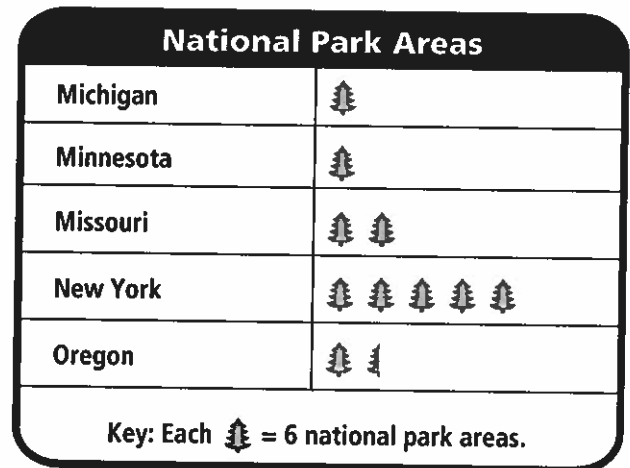 National Park Areas
Michigan
Minnesota
Missouri
New York
Oregon
Key: Each = 6 national park areas.